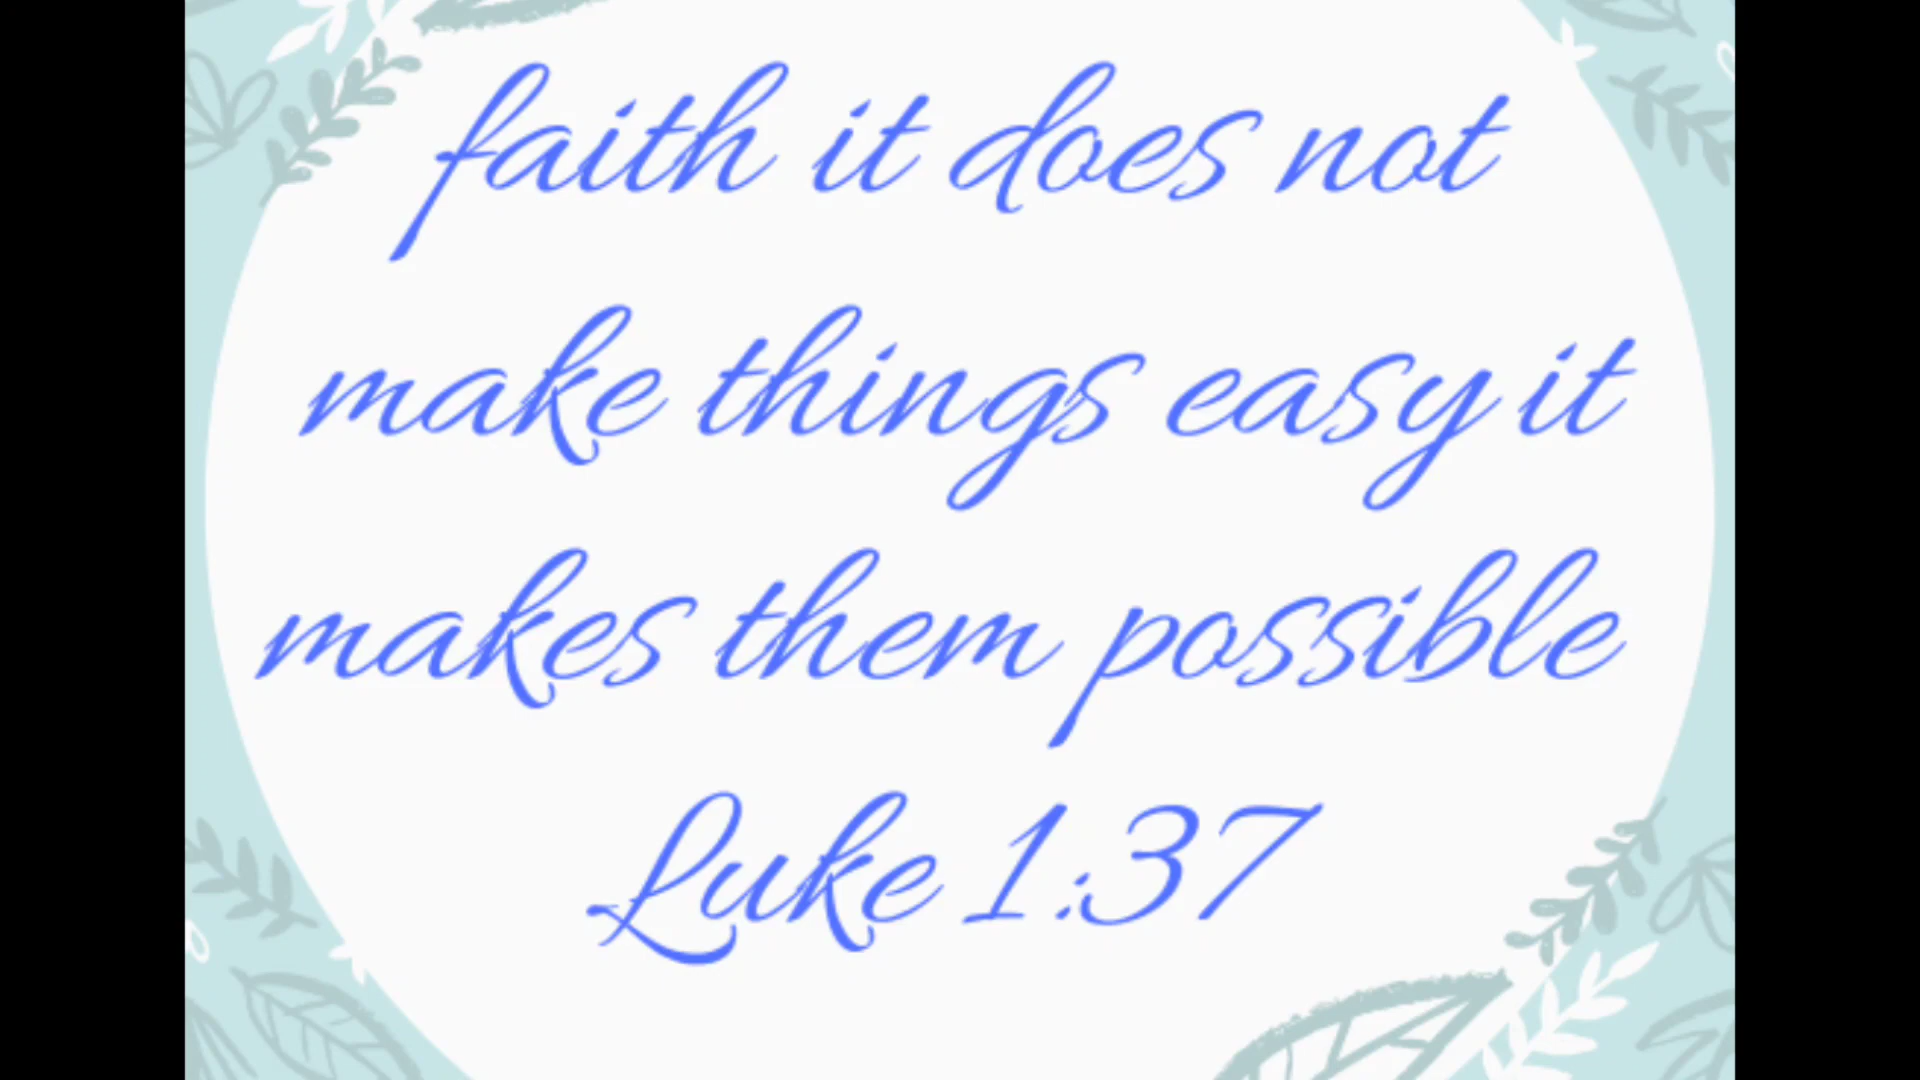 faith it does not
make things easy it
makes them possible
Luke 1:37